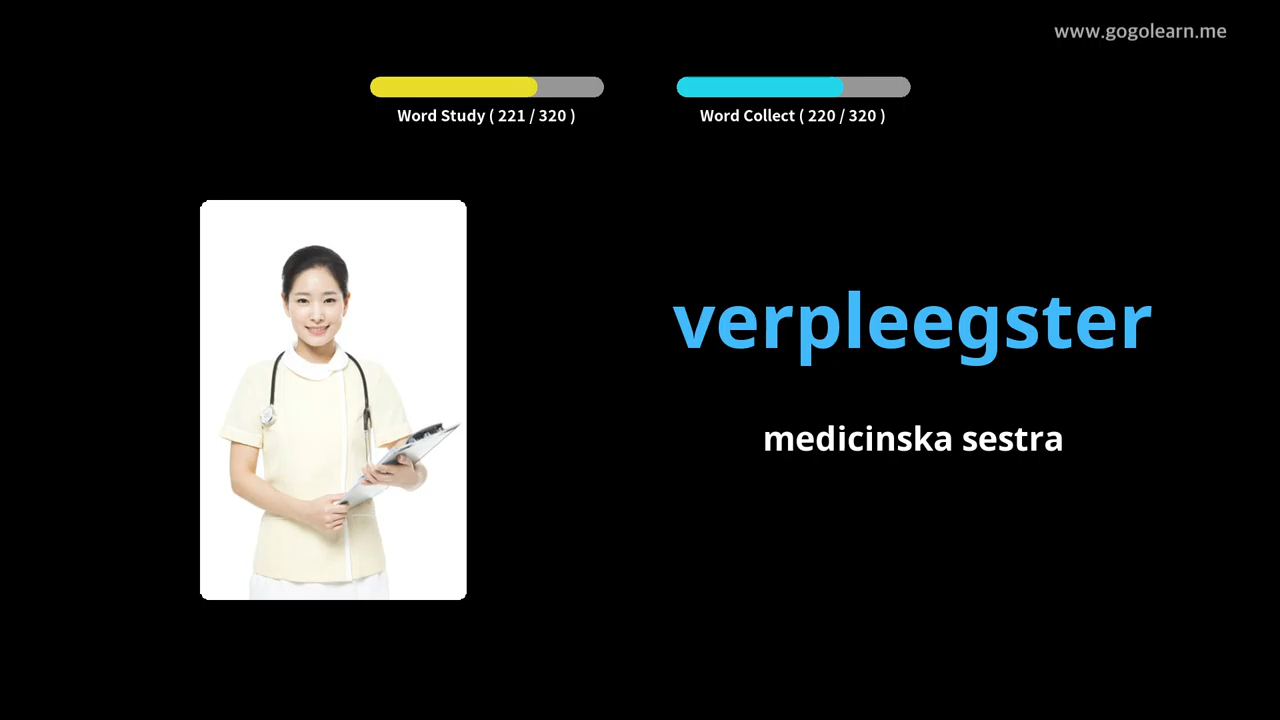 www.gogolearn.me
Word Study ( 221 / 320 )
Word Collect ( 220 / 320 )
verpleegster
medicinska sestra